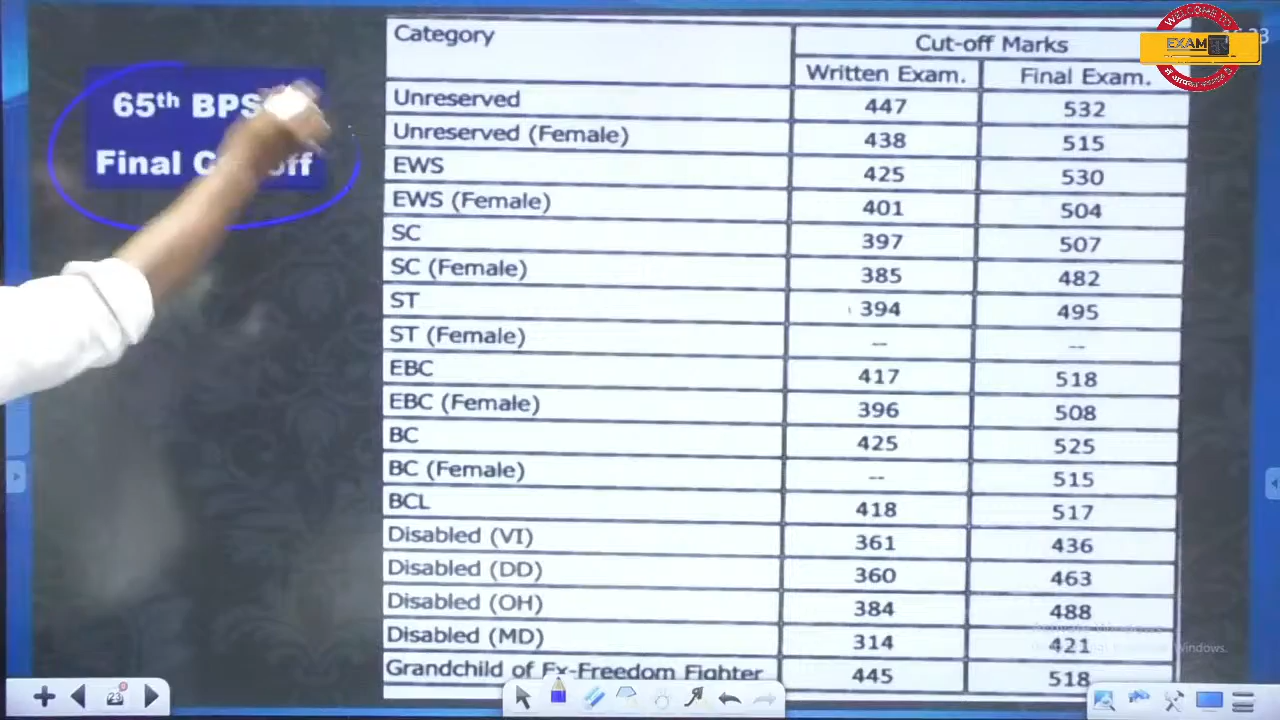 65th BPS
Final C off
Category
Cut-off Marks
Written Exam.
Final Exam.
Unreserved 447 532
Unreserved (Female) 438 515
EWS 425 530
EWS (Female) 401 504
SC 397 507
SC (Female) 385 482
ST 394 495
ST (Female) -- --
EBC 417 518
EBC (Female) 396 508
BC 425 525
BC (Female) -- 515
BCL 418 517
Disabled (VI) 361 436
Disabled (DD) 360 463
Disabled (OH) 384 488
Disabled (MD) 314 421
Grandchild of Ex-Freedom Fighter 445 518
WELCOME TO
EXAM
23